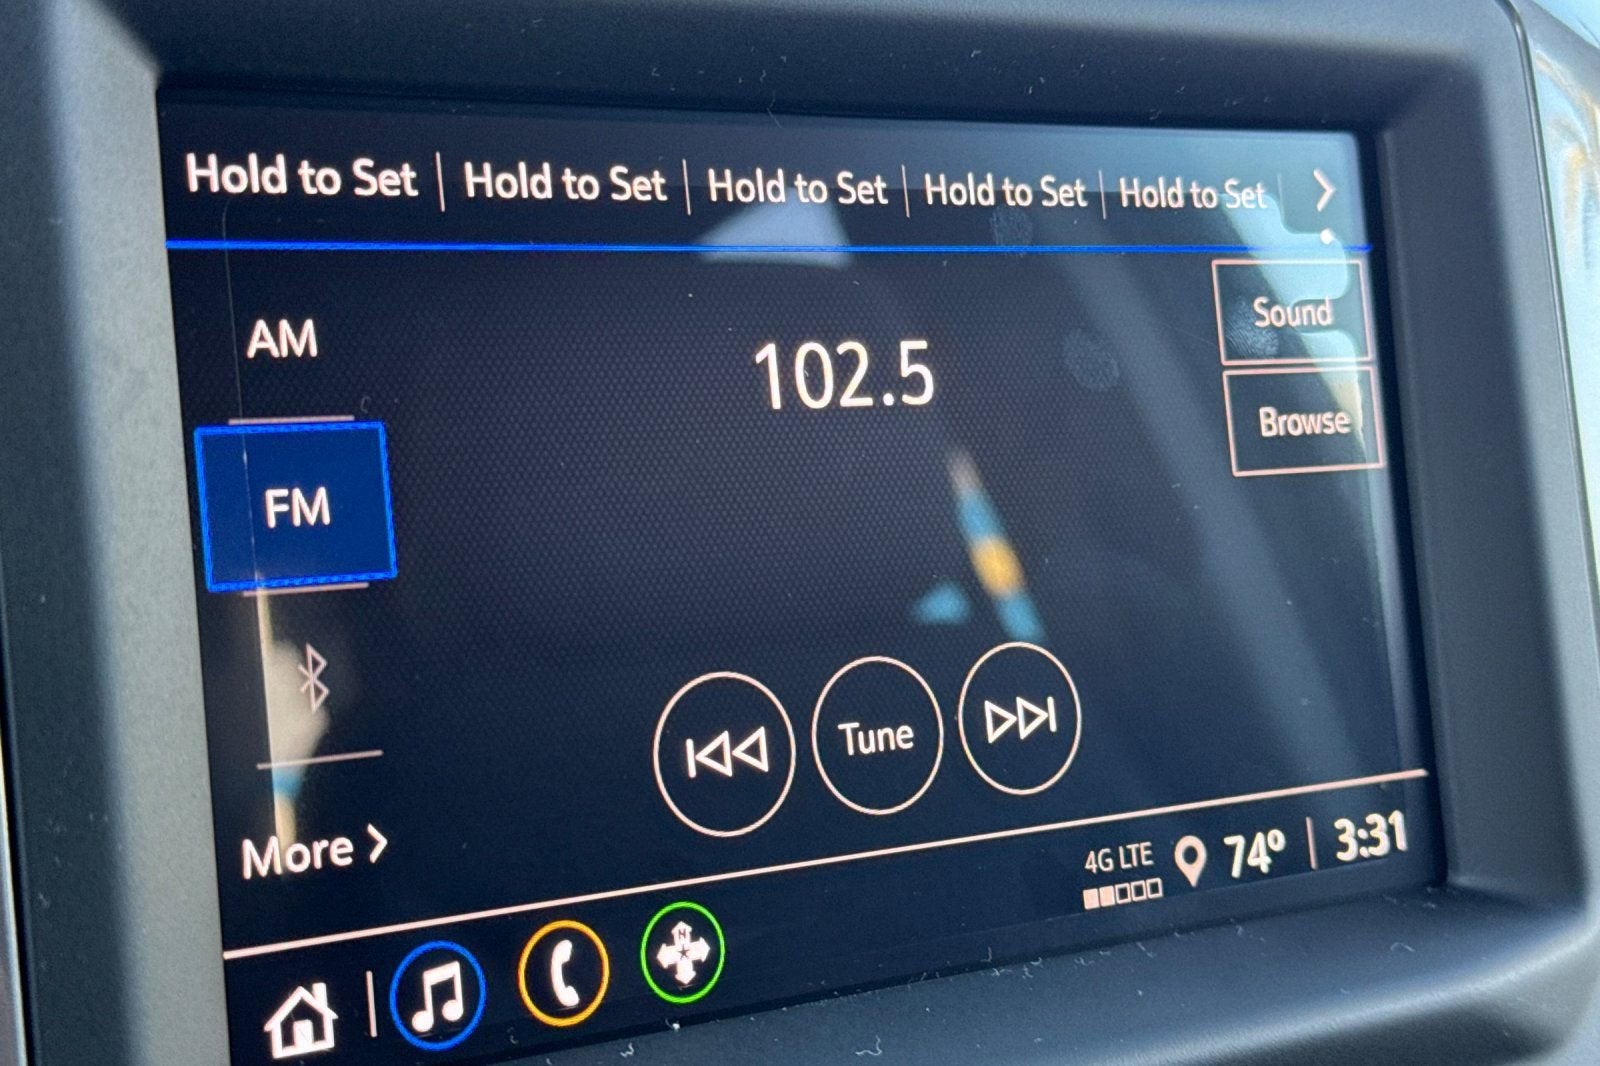 Hold to Set Hold to Set Hold to Set Hold to Set Hold to Set
Sound
AM
102.5
Browse
FM
Tune
More
4G LTE 74° 3:31
N